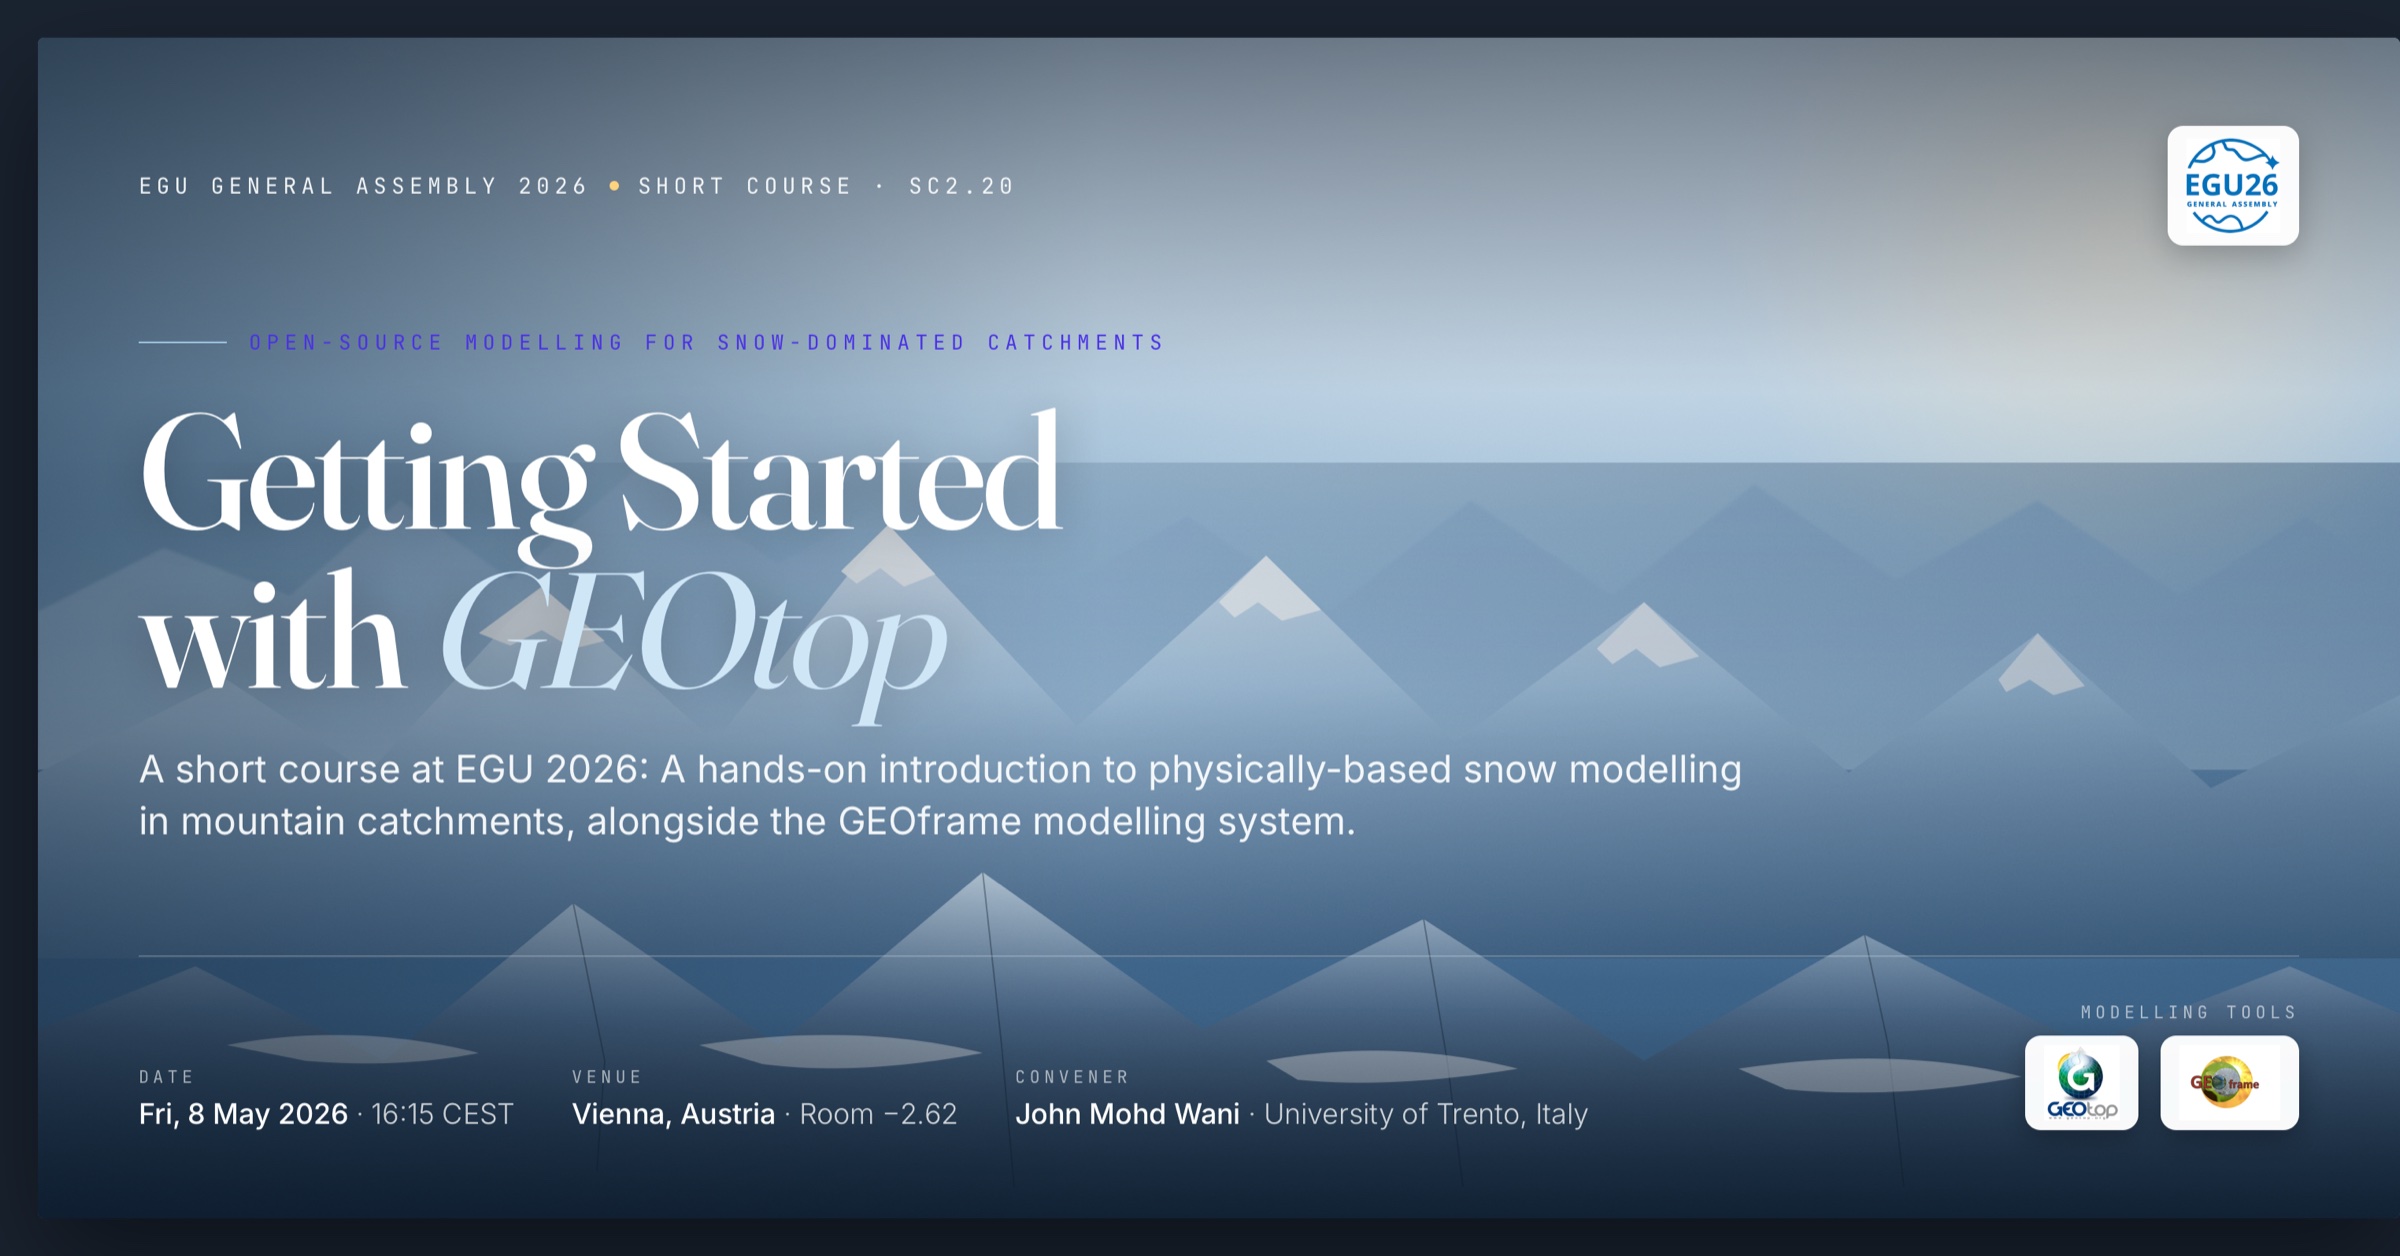 EGU GENERAL ASSEMBLY 2026 • SHORT COURSE · SC2.20
EGU26
GENERAL ASSEMBLY
OPEN-SOURCE MODELLING FOR SNOW-DOMINATED CATCHMENTS
Getting Started
with GEOtop
A short course at EGU 2026: A hands-on introduction to physically-based snow modelling
in mountain catchments, alongside the GEOframe modelling system.
MODELLING TOOLS
DATE
Fri, 8 May 2026 · 16:15 CEST
VENUE
Vienna, Austria · Room −2.62
CONVENER
John Mohd Wani · University of Trento, Italy
G
GEOtop
GEOframe